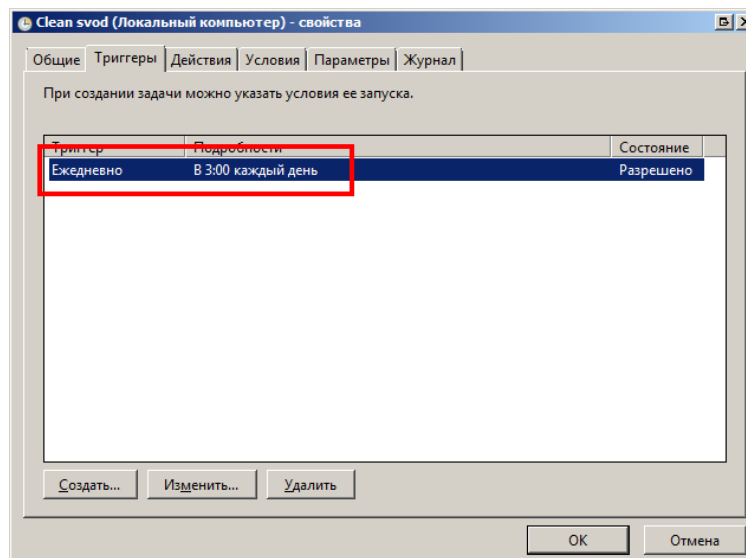 Clean svod (Локальный компьютер) - свойства
Общие Триггеры Действия Условия Параметры Журнал
При создании задачи можно указать условия ее запуска.
Триггер Подробности Состояние
Ежедневно В 3:00 каждый день Разрешено
Создать... Изменить... Удалить
OK Отмена